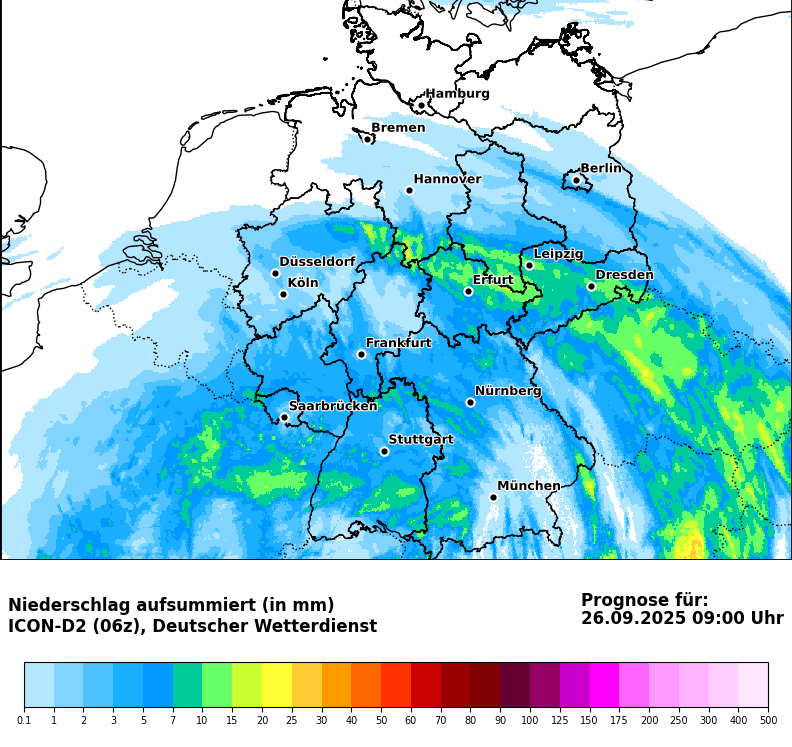 Hamburg
Bremen
Berlin
Hannover
Leipzig
Düsseldorf
Dresden
Köln
Erfurt
Frankfurt
Nürnberg
Saarbrücken
Stuttgart
München
Niederschlag aufsummiert (in mm)
ICON-D2 (06z), Deutscher Wetterdienst
Prognose für:
26.09.2025 09:00 Uhr
0.1 1 2 3 5 7 10 15 20 25 30 40 50 60 70 80 90 100 125 150 175 200 250 300 400 500